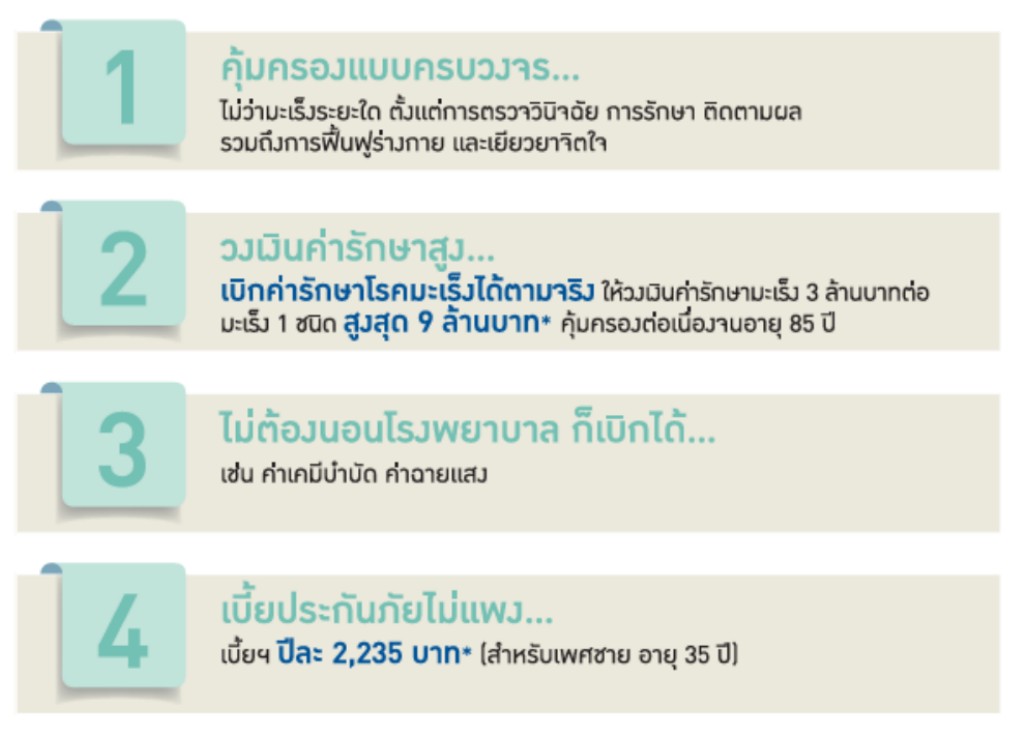 1
คุ้มครองแบบครบวงจร...
ไม่ว่ามะเร็งระยะใด ตั้งแต่การตรวจวินิจฉัย การรักษา ติดตามผล
รวมถึงการฟื้นฟูร่างกาย และเยียวยาจิตใจ
2
วงเงินค่ารักษาสูง...
เบิกค่ารักษาโรคมะเร็งได้ตามจริง ให้วงเงินค่ารักษามะเร็ง 3 ล้านบาทต่อ
มะเร็ง 1 ชนิด สูงสุด 9 ล้านบาท* คุ้มครองต่อเนื่องจนอายุ 85 ปี
3
ไม่ต้องนอนโรงพยาบาล ก็เบิกได้...
เช่น ค่าเคมีบำบัด ค่าฉายแสง
4
เบี้ยประกันภัยไม่แพง...
เบี้ยฯ ปีละ 2,235 บาท* (สำหรับเพศชาย อายุ 35 ปี)